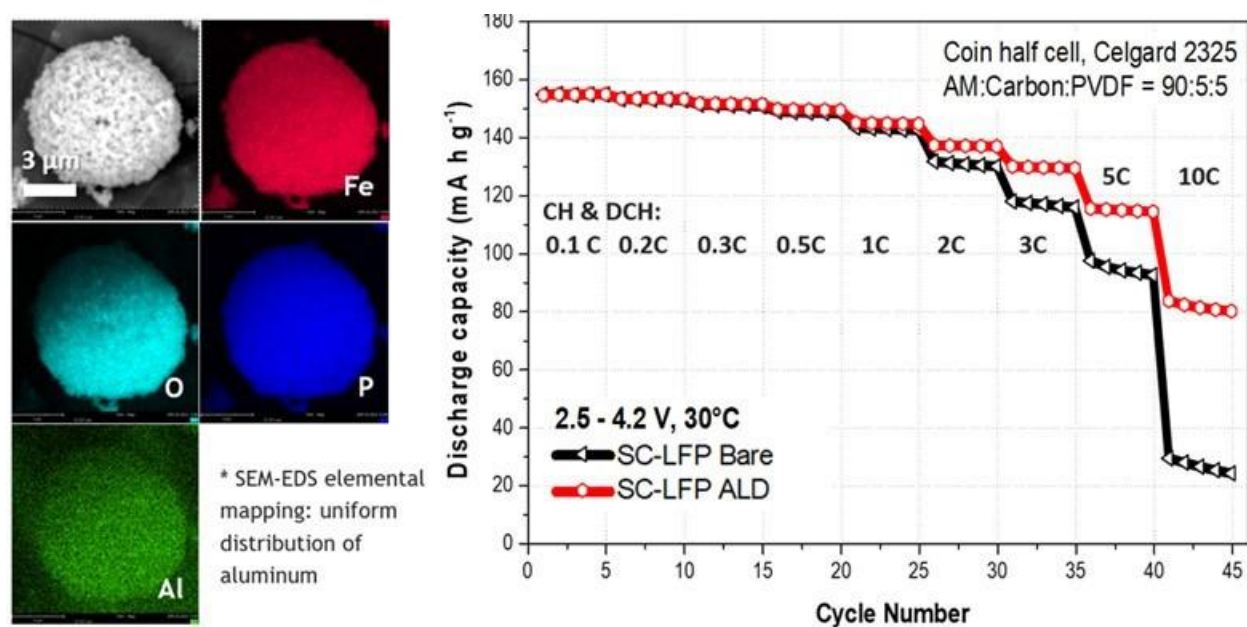 3 μm
Fe
O
P
Al
* SEM-EDS elemental
mapping: uniform
distribution of
aluminum
Discharge capacity (mA h g⁻¹)
180
160
140
120
100
80
60
40
20
0
Coin half cell, Celgard 2325
AM:Carbon:PVDF = 90:5:5
5C
10C
CH & DCH:
0.1 C
0.2C
0.3C
0.5C
1C
2C
3C
2.5 - 4.2 V, 30°C
SC-LFP Bare
SC-LFP ALD
0
5
10
15
20
25
30
35
40
45
Cycle Number